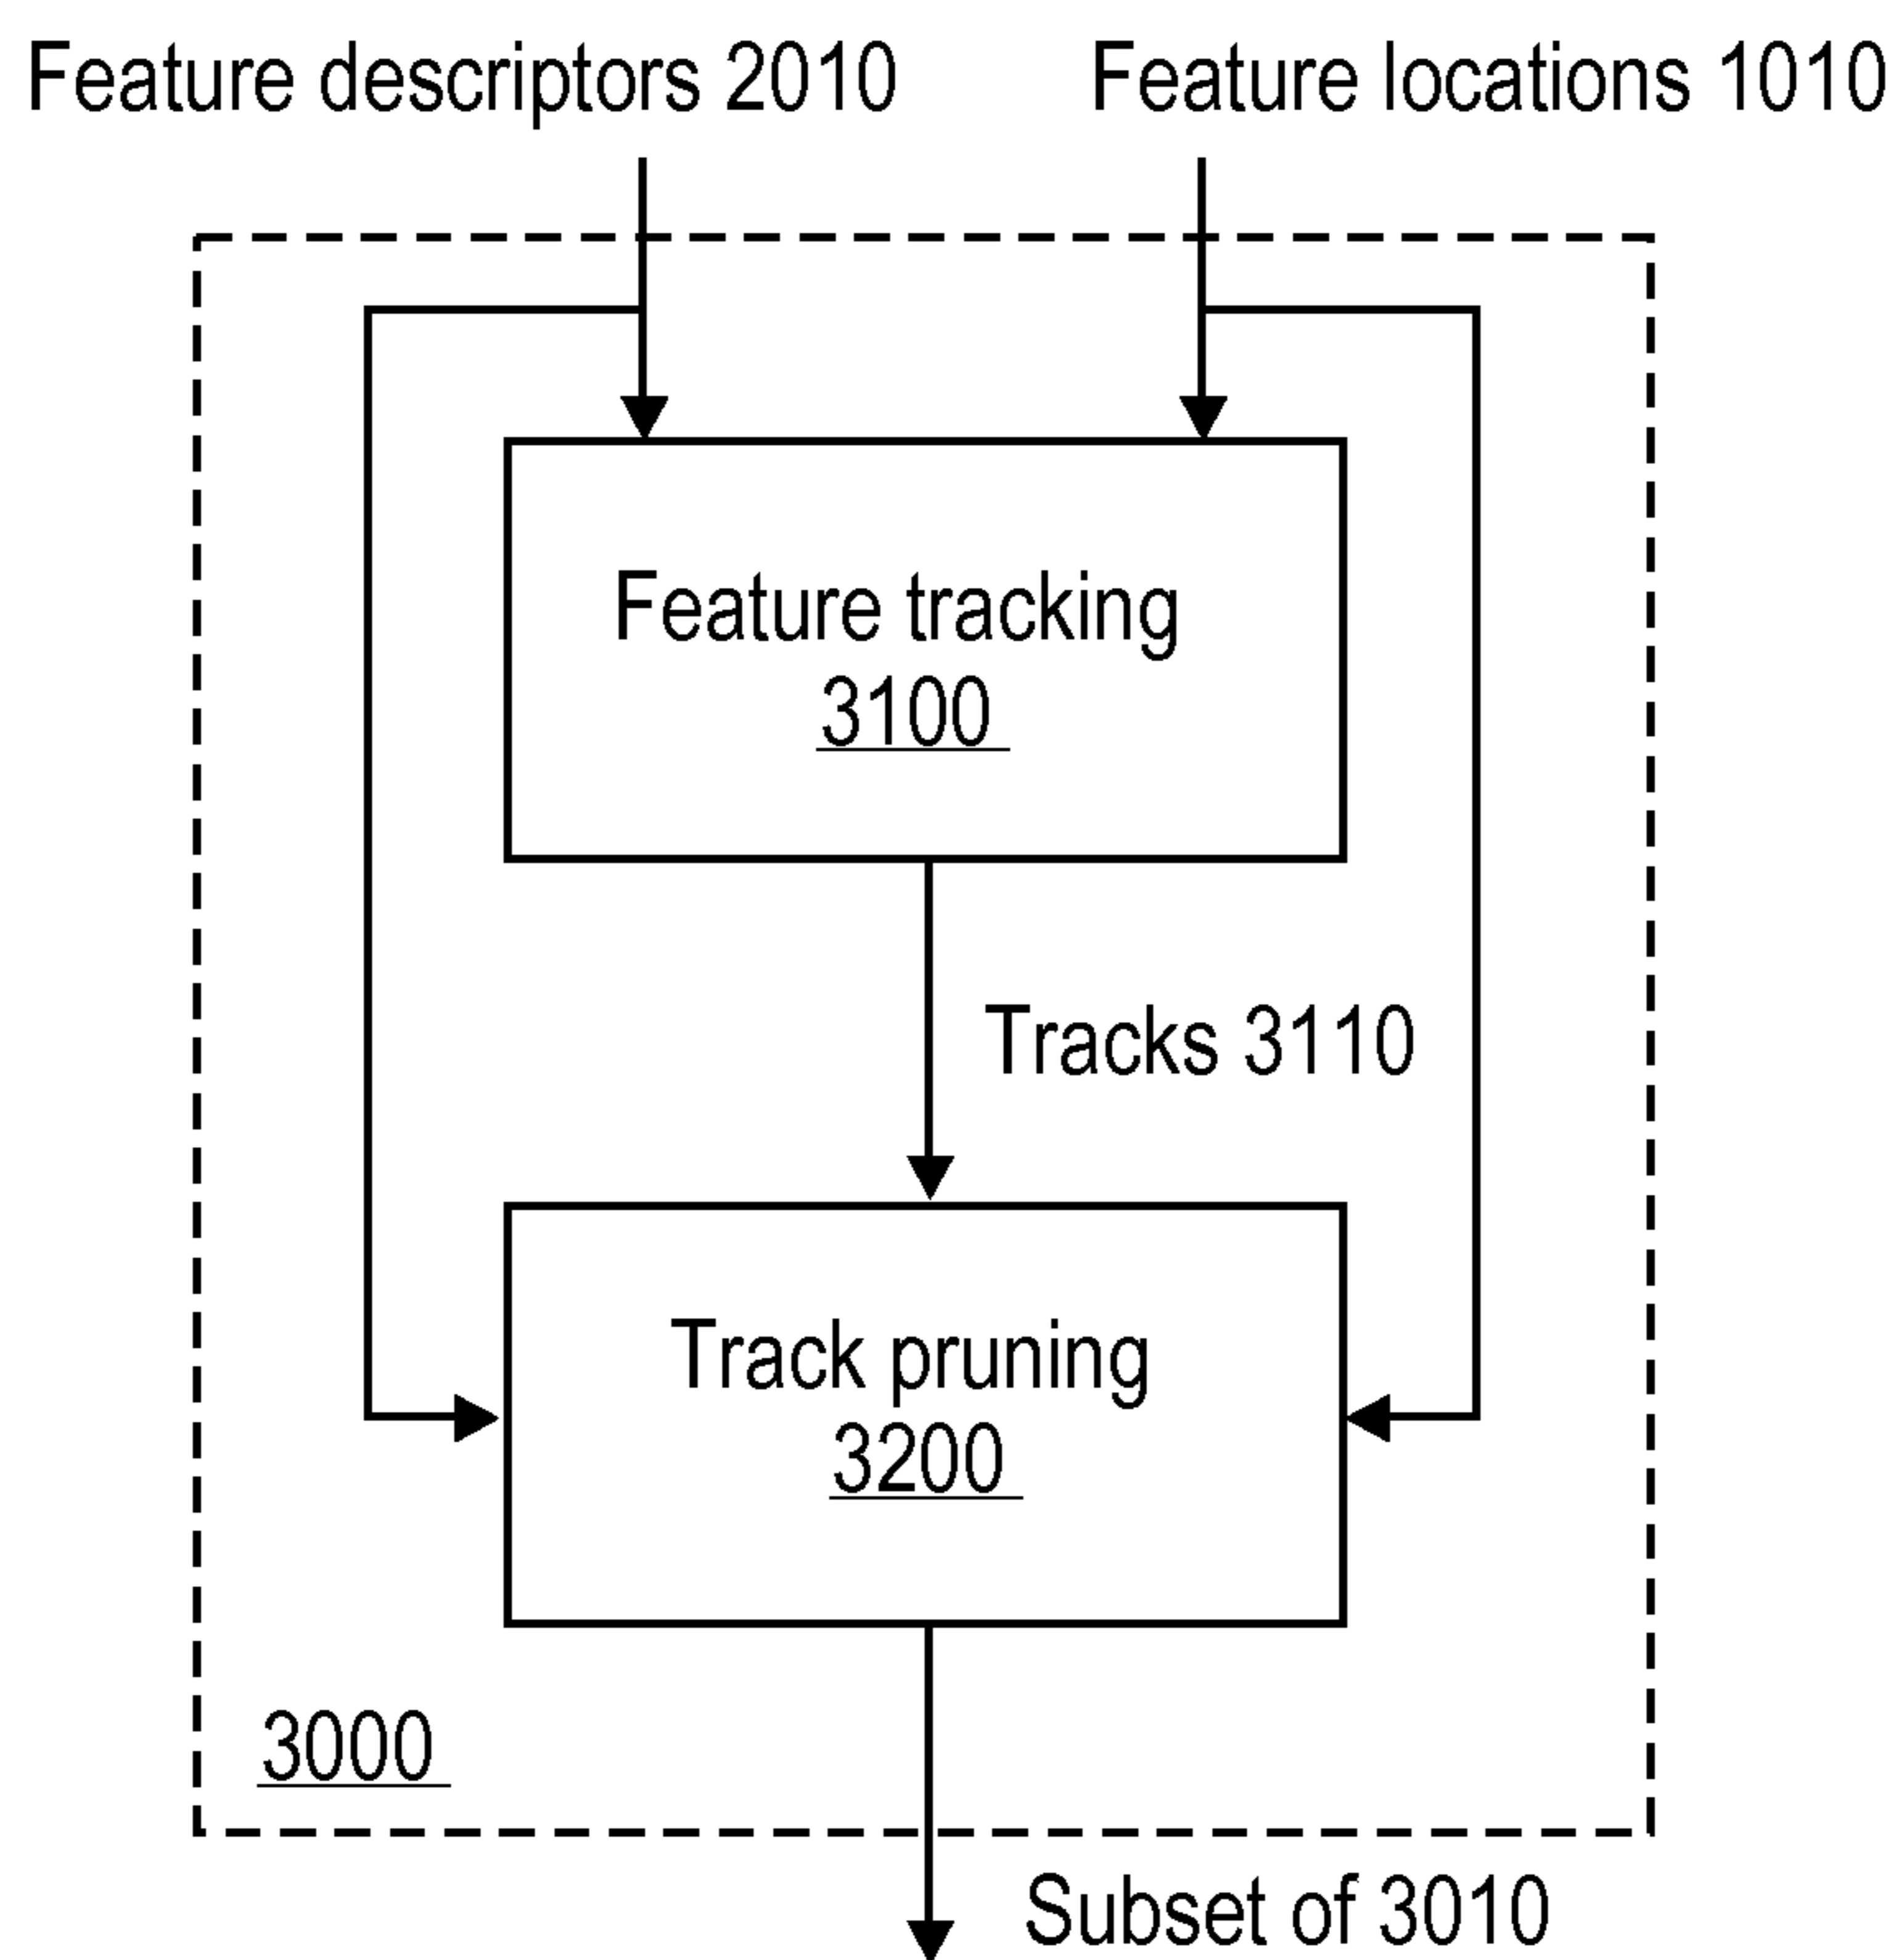 Feature descriptors 2010
Feature locations 1010
Feature tracking
3100
Tracks 3110
Track pruning
3200
3000
Subset of 3010